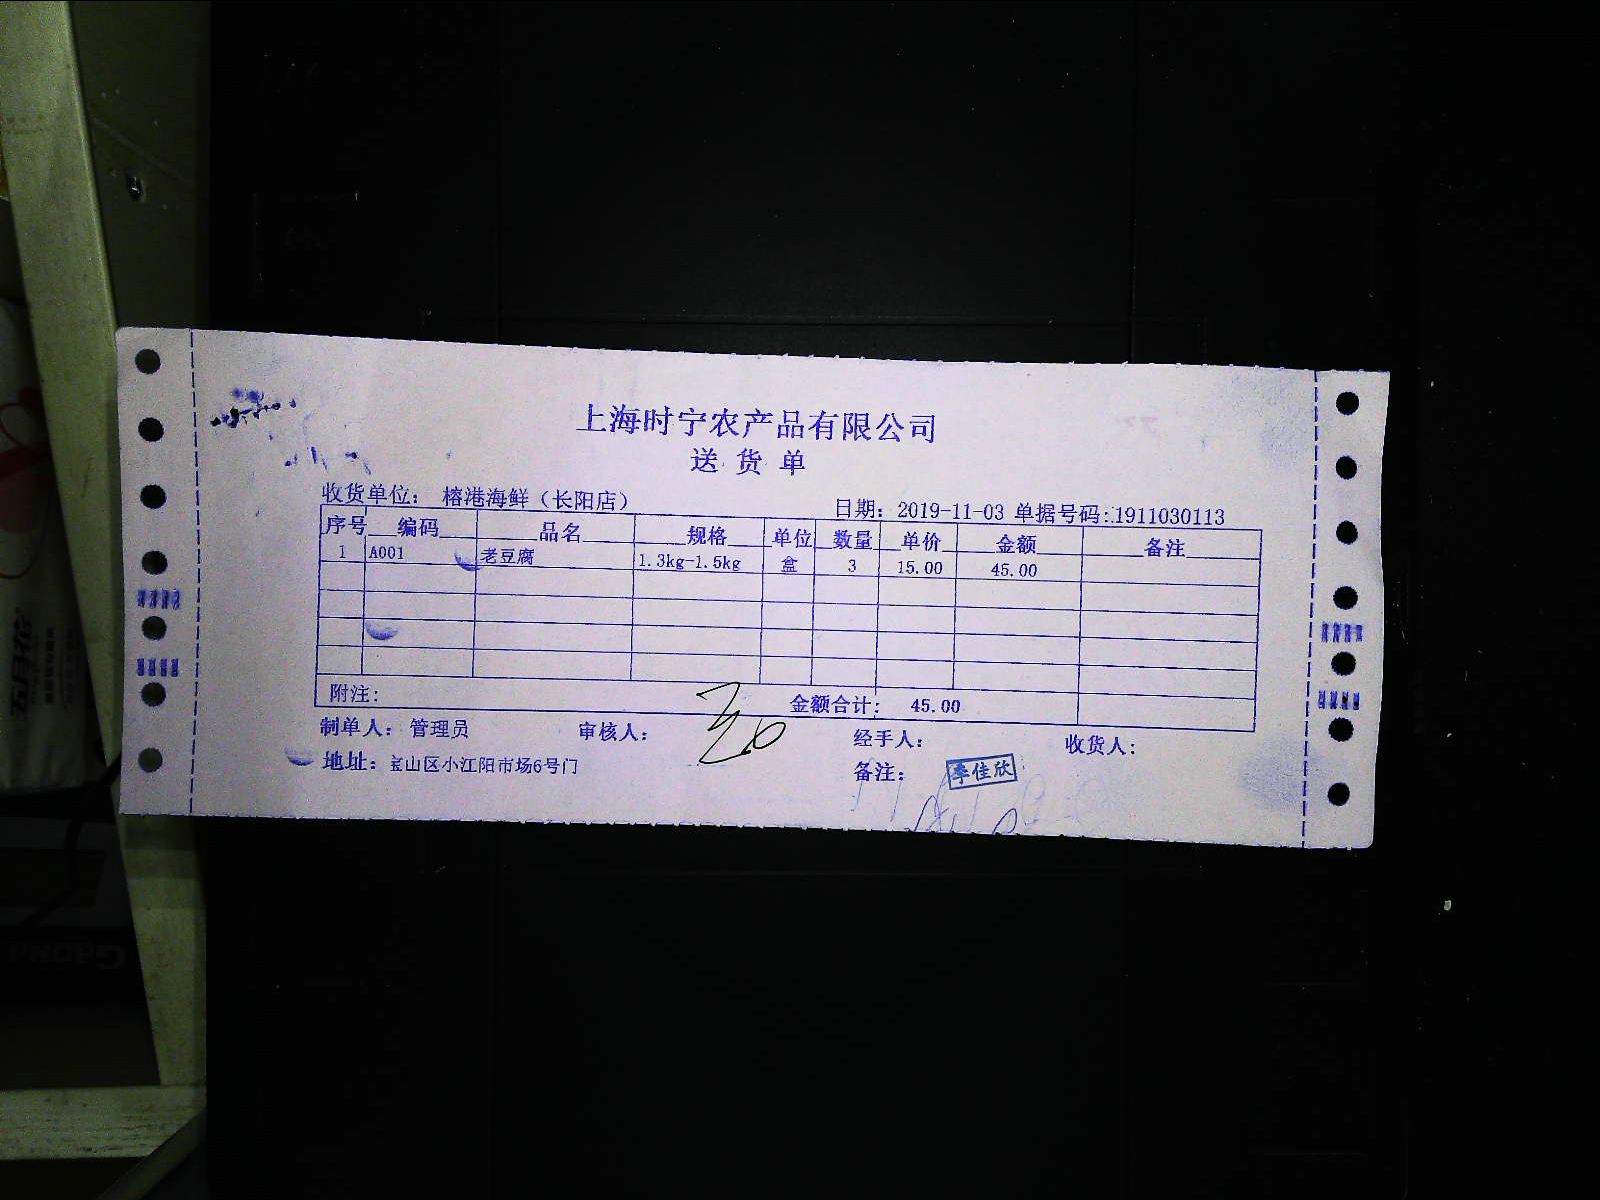 上海时宁农产品有限公司
送货单
收货单位: 榕港海鲜（长阳店） 日期: 2019-11-03 单据号码:1911030113
序号 编码 品名 规格 单位 数量 单价 金额 备注
1 A001 老豆腐 1.3kg-1.5kg 盒 3 15.00 45.00
附注: 金额合计: 45.00
制单人: 管理员 审核人: 经手人: 收货人:
地址: 宝山区小江阳市场6号门 备注: 李佳欣